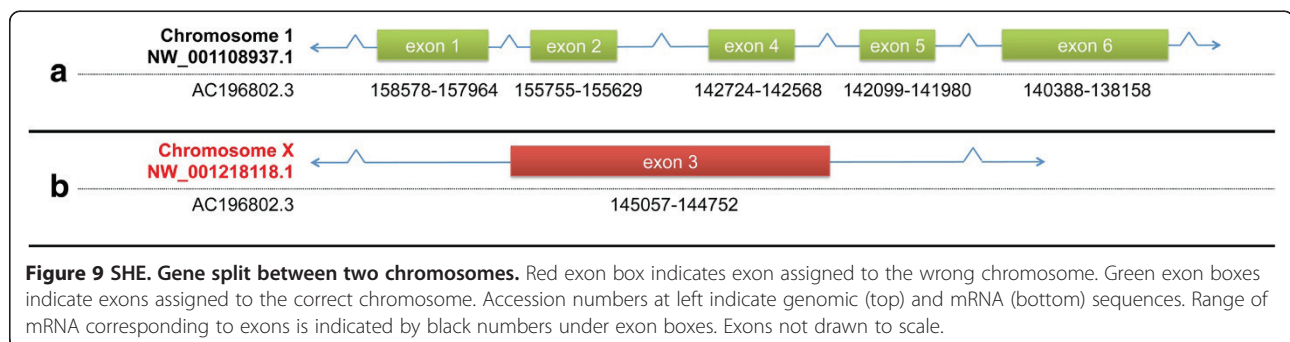 Chromosome 1
NW_001108937.1
exon 1 exon 2 exon 4 exon 5 exon 6
a
AC196802.3 158578-157964 155755-155629 142724-142568 142099-141980 140388-138158
Chromosome X
NW_001218118.1
exon 3
b
AC196802.3 145057-144752
Figure 9 SHE. Gene split between two chromosomes. Red exon box indicates exon assigned to the wrong chromosome. Green exon boxes
indicate exons assigned to the correct chromosome. Accession numbers at left indicate genomic (top) and mRNA (bottom) sequences. Range of
mRNA corresponding to exons is indicated by black numbers under exon boxes. Exons not drawn to scale.